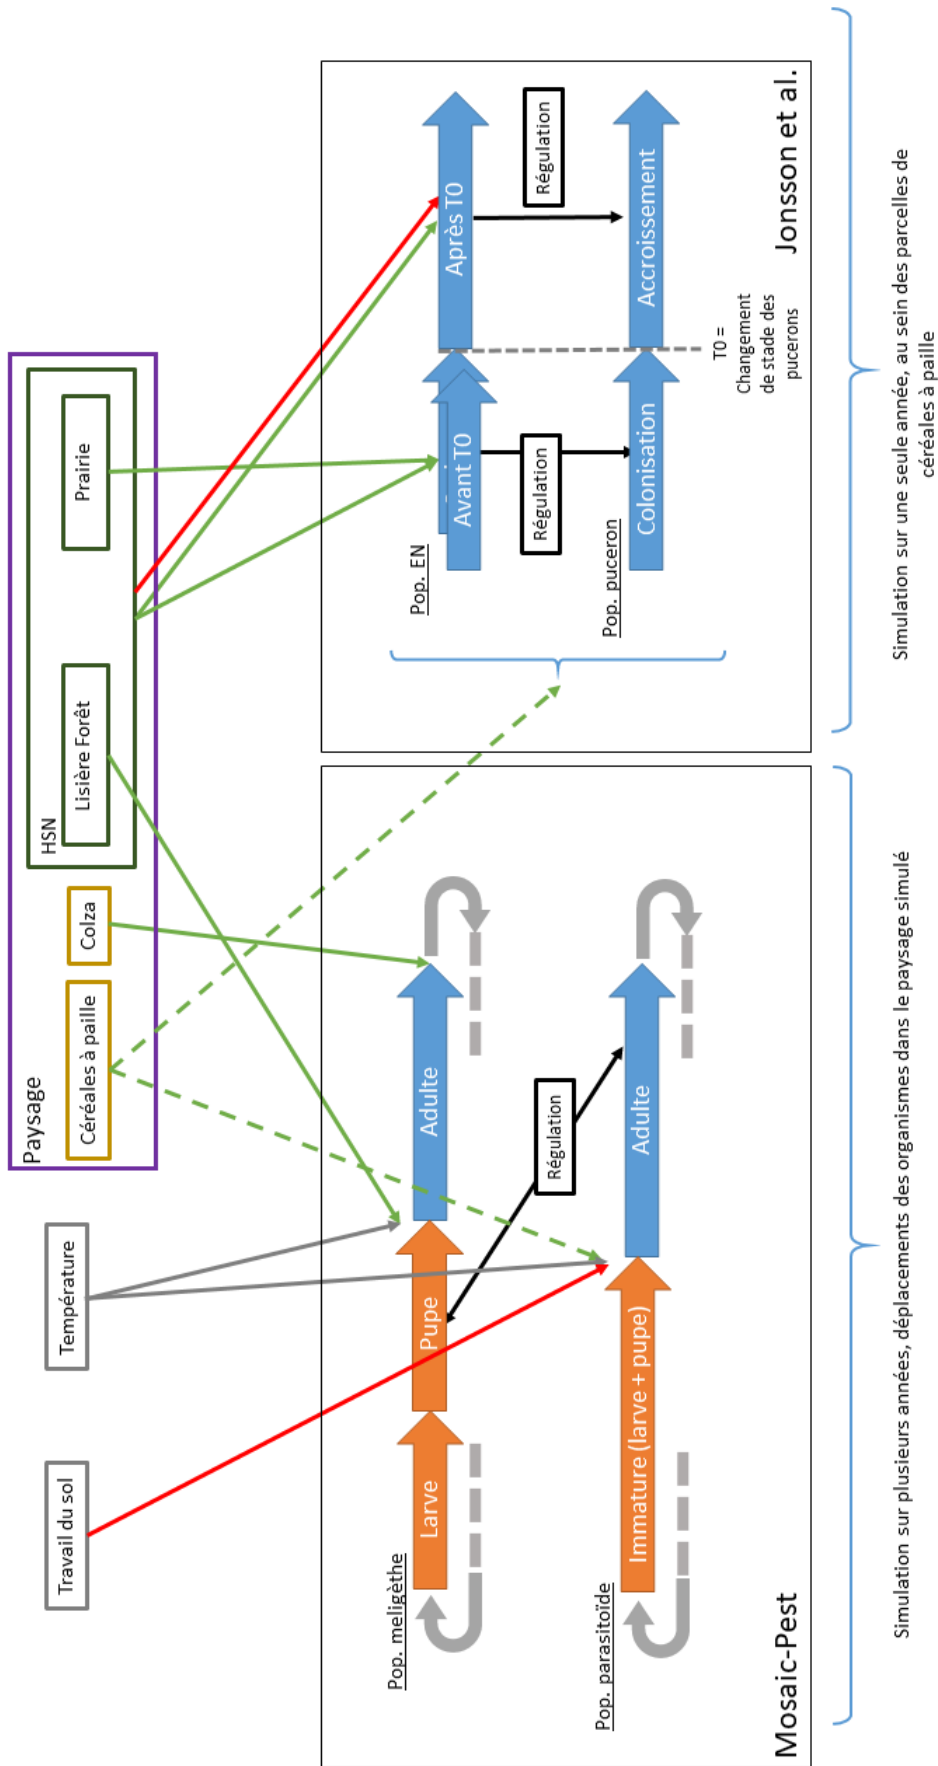 Paysage
HSN
Travail du sol
Température
Céréales à paille
Colza
Lisière Forêt
Prairie
Pop. meligèthe
Larve
Pupe
Adulte
Régulation
Pop. parasitoïde
Immature (larve + pupe)
Adulte
Mosaic-Pest
Pop. EN
Avant T0
Après T0
Régulation
Régulation
Pop. puceron
Colonisation
Accroissement
T0 =
Changement
de stade des
pucerons
Jonsson et al.
Simulation sur plusieurs années, déplacements des organismes dans le paysage simulé
Simulation sur une seule année, au sein des parcelles de
céréales à paille